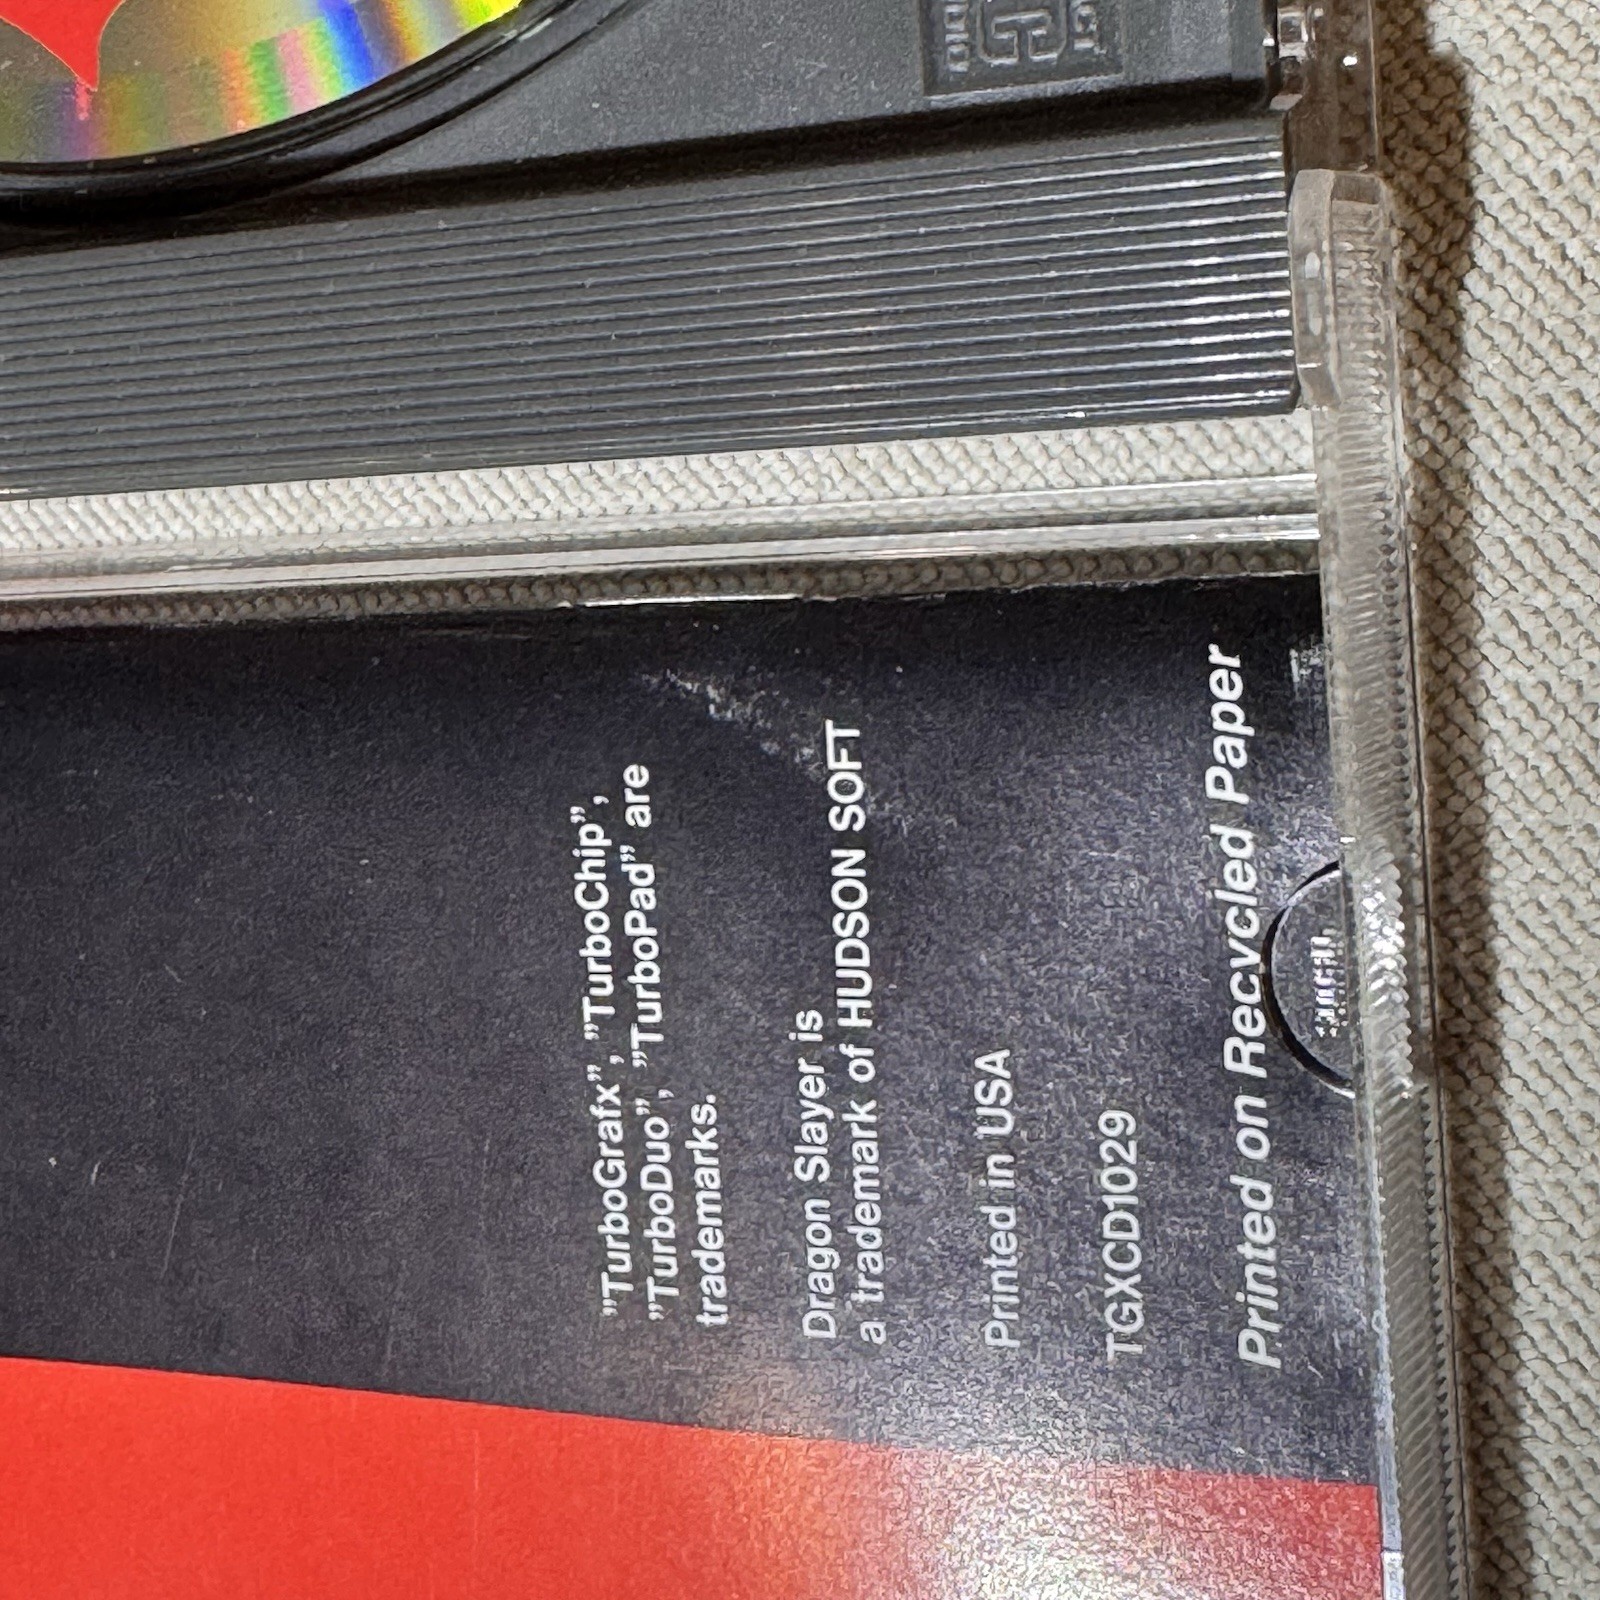 ”TurboGrafx”, ”TurboChip”,
”TurboDuo”, ”TurboPad” are
trademarks.
Dragon Slayer is
a trademark of HUDSON SOFT
Printed in USA
TGXCD1029
Printed on Recycled Paper